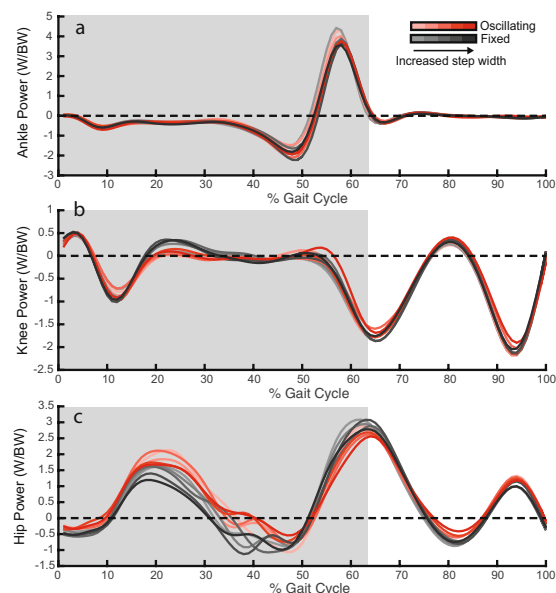 a
Oscillating
Fixed
Increased step width
Ankle Power (W/BW)
5
4
3
2
1
0
-1
-2
-3
0 10 20 30 40 50 60 70 80 90 100
% Gait Cycle
b
Knee Power (W/BW)
1
0.5
0
-0.5
-1
-1.5
-2
-2.5
0 10 20 30 40 50 60 70 80 90 100
% Gait Cycle
c
Hip Power (W/BW)
3.5
3
2.5
2
1.5
1
0.5
0
-0.5
-1
-1.5
0 10 20 30 40 50 60 70 80 90 100
% Gait Cycle